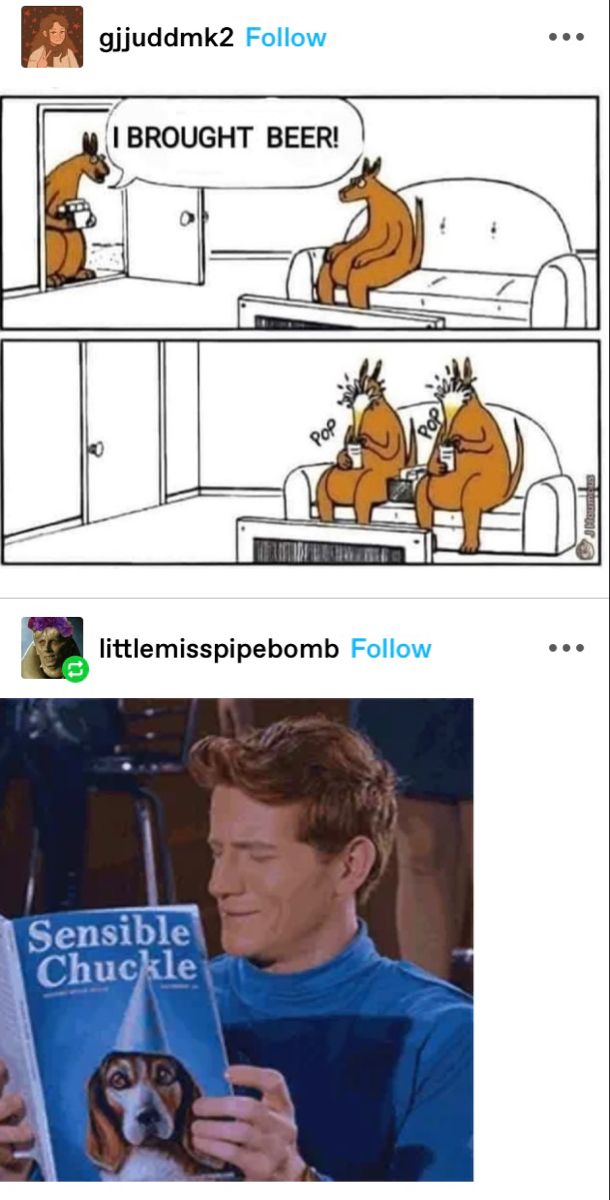 gjjuddmk2 Follow
I BROUGHT BEER!
POP
POP
littlemisspipebomb Follow
Sensible
Chuckle